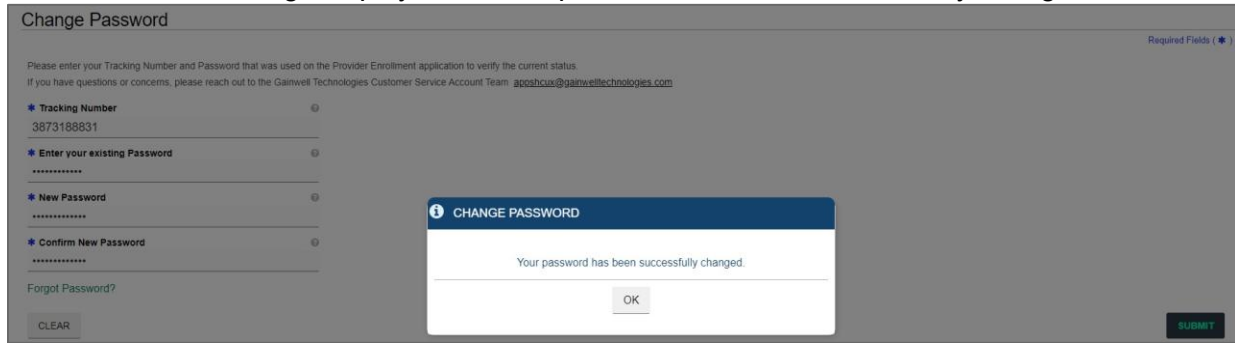 Change Password
Required Fields ( * )
Please enter your Tracking Number and Password that was used on the Provider Enrollment application to verify the current status.
If you have questions or concerns, please reach out to the Gainwell Technologies Customer Service Account Team apposhcux@gainwelltechnologies.com
* Tracking Number
3873188831
* Enter your existing Password
••••••••••••
* New Password
•••••••••••••
* Confirm New Password
•••••••••••••
Forgot Password?
CLEAR
CHANGE PASSWORD
Your password has been successfully changed.
OK
SUBMIT